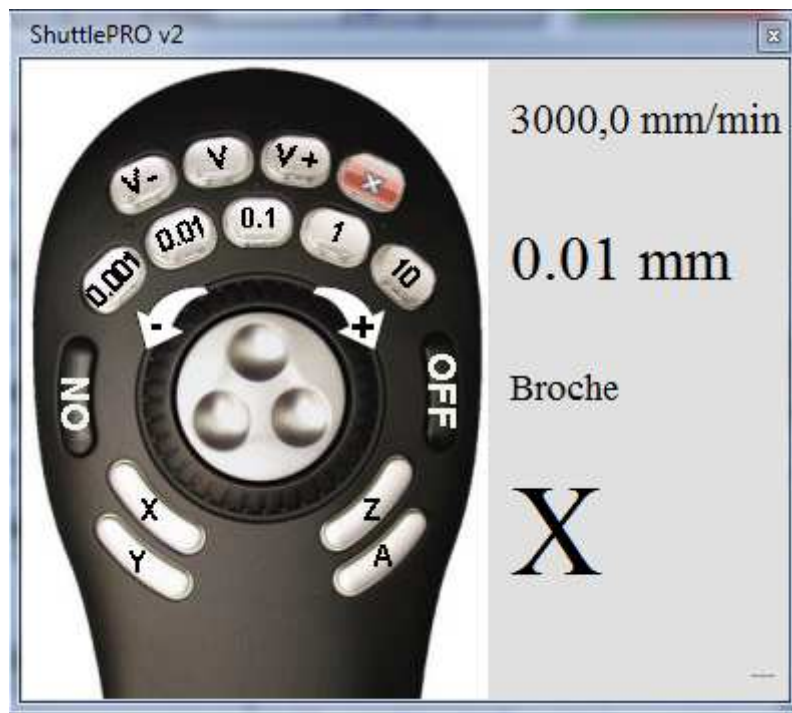 ShuttlePRO v2
3000,0 mm/min
0.01 mm
Broche
X
V- V V+ X
0.001 0.01 0.1 1 10
- +
ON OFF
X Z
Y A